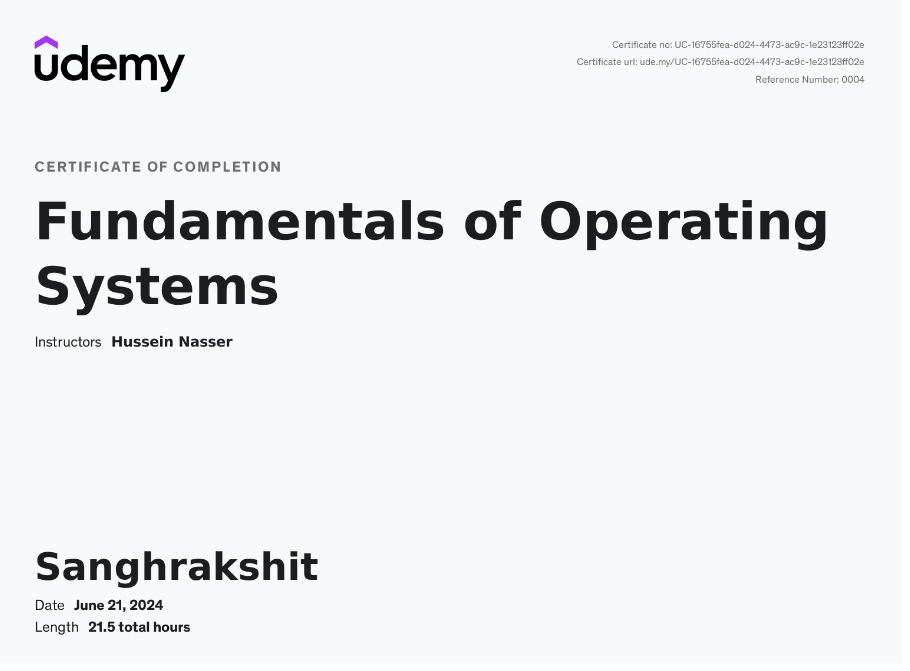 udemy
Certificate no: UC-16755fea-d024-4473-ac9c-1e23123ff02e
Certificate url: ude.my/UC-16755fea-d024-4473-ac9c-1e23123ff02e
Reference Number: 0004
CERTIFICATE OF COMPLETION
Fundamentals of Operating
Systems
Instructors Hussein Nasser
Sanghrakshit
Date June 21, 2024
Length 21.5 total hours